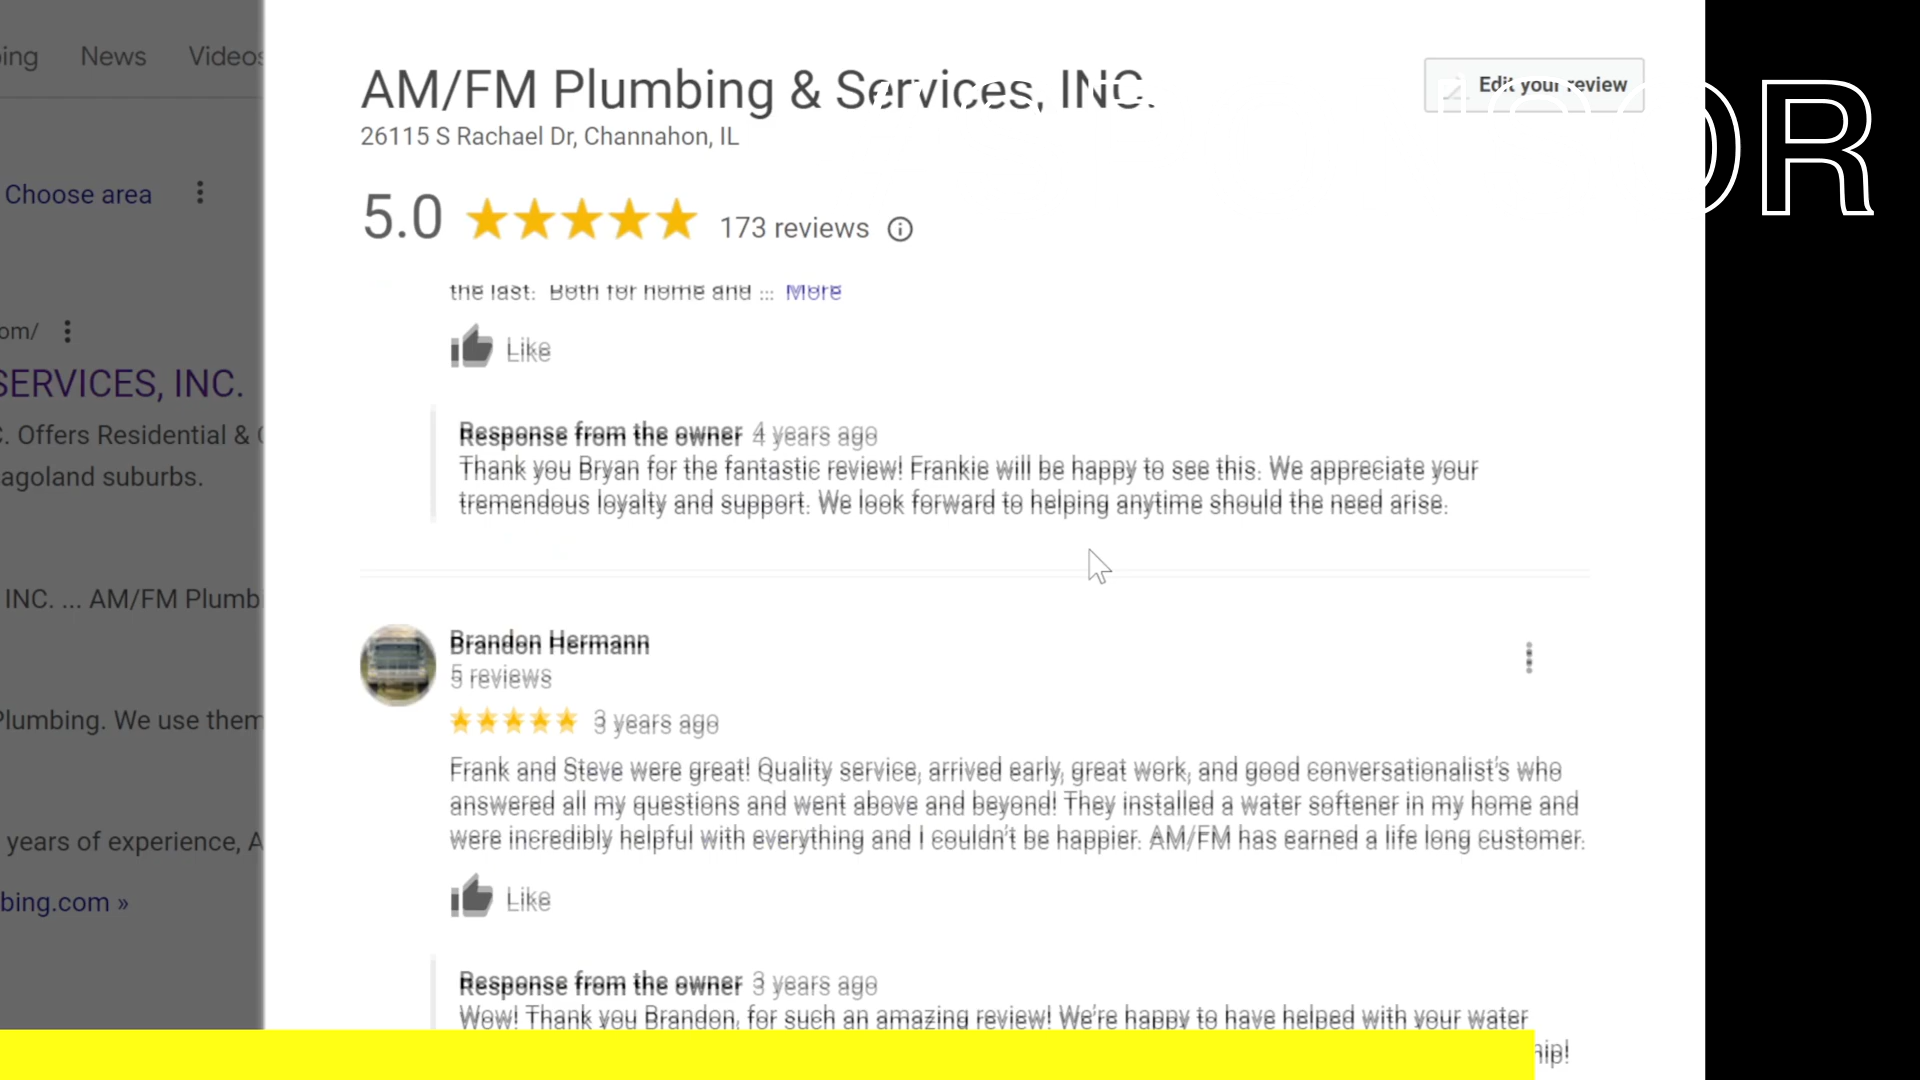 News Videos
AM/FM Plumbing & Services, INC.
Edit your review
26115 S Rachael Dr, Channahon, IL
Choose area
5.0 173 reviews
the last. Both for home and ... More
om/
Like
SERVICES, INC.
Response from the owner 4 years ago
. Offers Residential &
Thank you Bryan for the fantastic review! Frankie will be happy to see this. We appreciate your
agoland suburbs.
tremendous loyalty and support. We look forward to helping anytime should the need arise.
INC. ... AM/FM Plumb
Brandon Hermann
5 reviews
Plumbing. We use them
3 years ago
Frank and Steve were great! Quality service, arrived early, great work, and good conversationalist's who
answered all my questions and went above and beyond! They installed a water softener in my home and
years of experience, A
were incredibly helpful with everything and I couldn't be happier. AM/FM has earned a life long customer.
bing.com »
Like
Response from the owner 3 years ago
Wow! Thank you Brandon, for such an amazing review! We're happy to have helped with your water